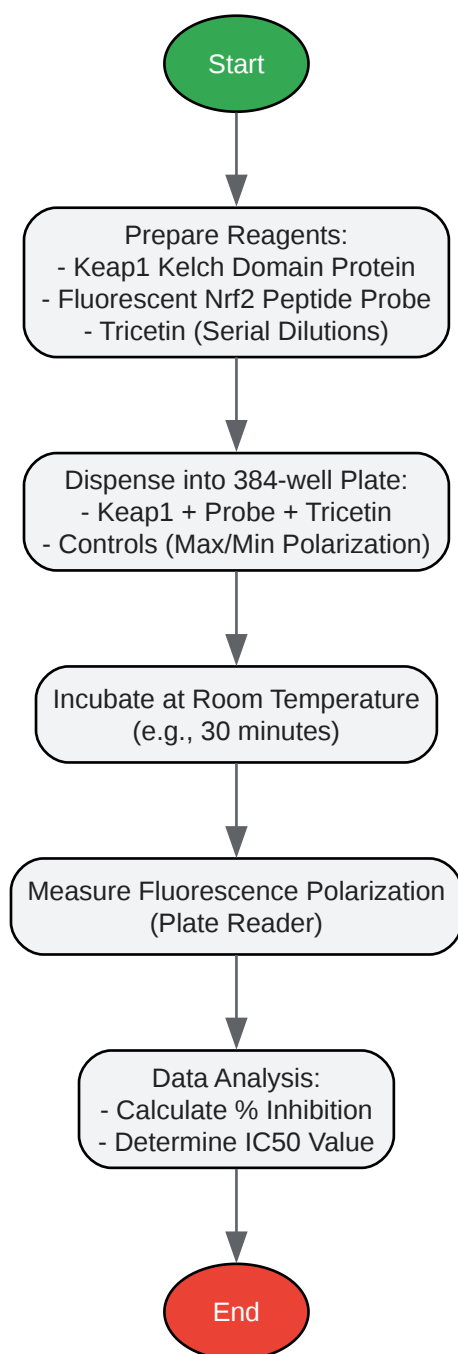 Start
Prepare Reagents:
- Keap1 Kelch Domain Protein
- Fluorescent Nrf2 Peptide Probe
- Tricetin (Serial Dilutions)
Dispense into 384-well Plate:
- Keap1 + Probe + Tricetin
- Controls (Max/Min Polarization)
Incubate at Room Temperature
(e.g., 30 minutes)
Measure Fluorescence Polarization
(Plate Reader)
Data Analysis:
- Calculate % Inhibition
- Determine IC50 Value
End